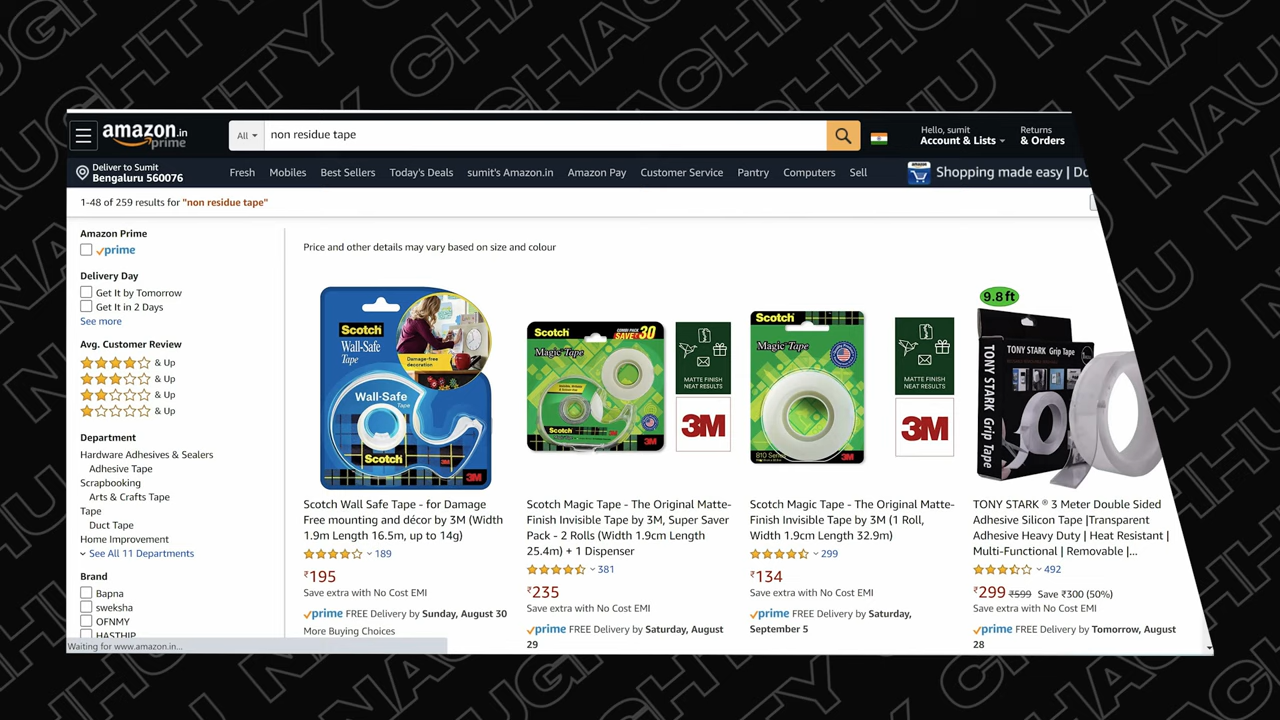 NAUGHTY CHHU
amazon.in
prime
All
non residue tape
Hello, sumit
Account & Lists
Returns
& Orders
Deliver to Sumit
Bengaluru 560076
Fresh Mobiles Best Sellers Today's Deals sumit's Amazon.in Amazon Pay Customer Service Pantry Computers Sell
Shopping made easy |
1-48 of 259 results for "non residue tape"
Amazon Prime
prime
Delivery Day
Get It by Tomorrow
Get It in 2 Days
See more
Avg. Customer Review
& Up
& Up
& Up
& Up
Department
Hardware Adhesives & Sealers
Adhesive Tape
Scrapbooking
Arts & Crafts Tape
Tape
Duct Tape
Home Improvement
See All 11 Departments
Brand
Bapna
sweksha
OFNMY
HASTHIP
Waiting for www.amazon.in...
Price and other details may vary based on size and colour
Scotch
Wall-Safe
Tape
Damage-free
decoration
Wall-Safe
Tape
Scotch
3M
Scotch Wall Safe Tape - for Damage
Free mounting and décor by 3M (Width
1.9m Length 16.5m, up to 14g)
189
₹195
Save extra with No Cost EMI
prime FREE Delivery by Sunday, August 30
More Buying Choices
Scotch
COMBI PACK
SAVE ₹30
Magic Tape
Scotch
3M
MATTE FINISH
NEAT RESULTS
3M
Scotch Magic Tape - The Original Matte-
Finish Invisible Tape by 3M, Super Saver
Pack - 2 Rolls (Width 1.9cm Length
25.4m) + 1 Dispenser
381
₹235
Save extra with No Cost EMI
prime FREE Delivery by Saturday, August
29
Scotch
Magic Tape
810 Series
3M
MATTE FINISH
NEAT RESULTS
3M
Scotch Magic Tape - The Original Matte-
Finish Invisible Tape by 3M (1 Roll,
Width 1.9cm Length 32.9m)
299
₹134
Save extra with No Cost EMI
prime FREE Delivery by Saturday,
September 5
9.8 ft
TONY STARK Grip Tape
TONY STARK Grip Tape
TONY STARK ® 3 Meter Double Sided
Adhesive Silicon Tape |Transparent
Adhesive Heavy Duty | Heat Resistant |
Multi-Functional | Removable |...
492
₹299 ₹599 Save ₹300 (50%)
Save extra with No Cost EMI
prime FREE Delivery by Tomorrow, August
28